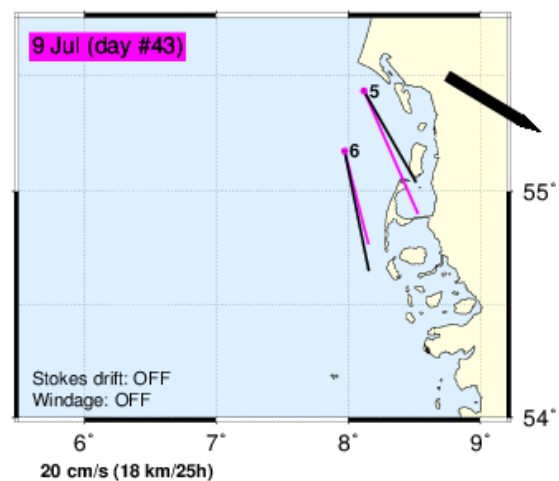 9 Jul (day #43)
5
6
55°
Stokes drift: OFF
Windage: OFF
54°
6° 7° 8° 9°
20 cm/s (18 km/25h)